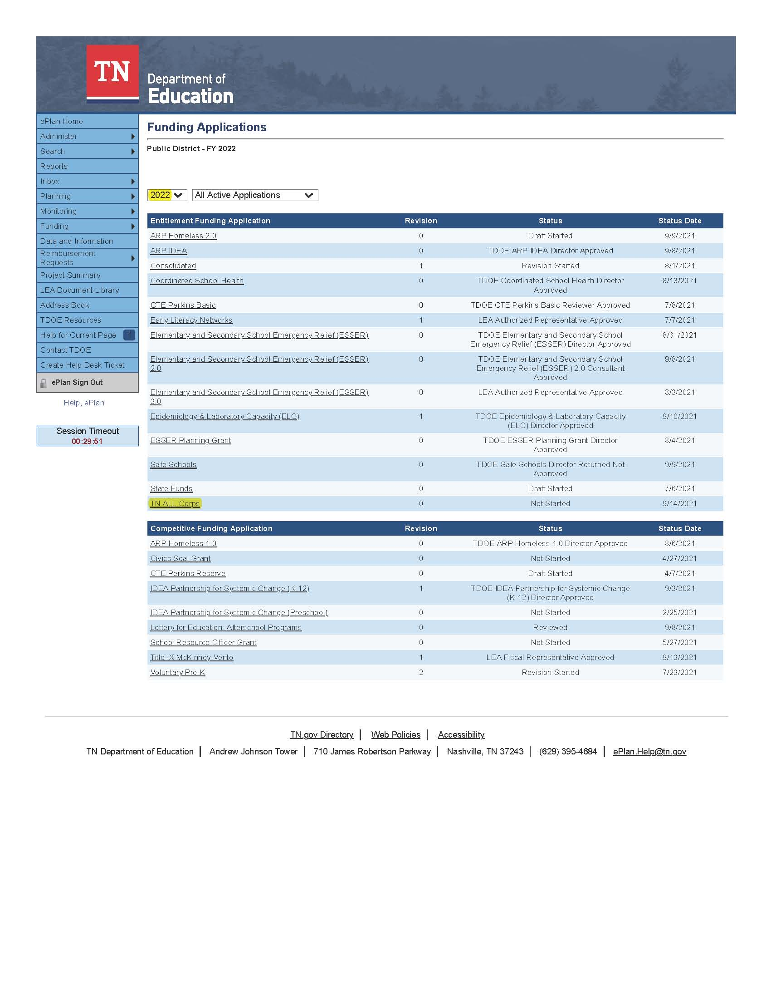 TN
Department of
Education
ePlan Home
Administer
Search
Reports
Inbox
Planning
Monitoring
Funding
Data and Information
Reimbursement
Requests
Project Summary
LEA Document Library
Address Book
TDOE Resources
Help for Current Page 1
Contact TDOE
Create Help Desk Ticket
ePlan Sign Out
Help, ePlan
Session Timeout
00:29:51
Funding Applications
Public District - FY 2022
2022 All Active Applications
Entitlement Funding Application Revision Status Status Date
ARP Homeless 2.0 0 Draft Started 9/9/2021
ARP IDEA 0 TDOE ARP IDEA Director Approved 9/8/2021
Consolidated 1 Revision Started 8/1/2021
Coordinated School Health 0 TDOE Coordinated School Health Director 8/13/2021
Approved
CTE Perkins Basic 0 TDOE CTE Perkins Basic Reviewer Approved 7/8/2021
Early Literacy Networks 1 LEA Authorized Representative Approved 7/7/2021
Elementary and Secondary School Emergency Relief (ESSER) 0 TDOE Elementary and Secondary School 8/31/2021
Emergency Relief (ESSER) Director Approved
Elementary and Secondary School Emergency Relief (ESSER) 0 TDOE Elementary and Secondary School 9/8/2021
2.0 Emergency Relief (ESSER) 2.0 Consultant
Approved
Elementary and Secondary School Emergency Relief (ESSER) 0 LEA Authorized Representative Approved 8/3/2021
3.0
Epidemiology & Laboratory Capacity (ELC) 1 TDOE Epidemiology & Laboratory Capacity 9/10/2021
(ELC) Director Approved
ESSER Planning Grant 0 TDOE ESSER Planning Grant Director 8/4/2021
Approved
Safe Schools 0 TDOE Safe Schools Director Returned Not 9/9/2021
Approved
State Funds 0 Draft Started 7/6/2021
TN ALL Corps 0 Not Started 9/14/2021
Competitive Funding Application Revision Status Status Date
ARP Homeless 1.0 0 TDOE ARP Homeless 1.0 Director Approved 8/6/2021
Civics Seal Grant 0 Not Started 4/27/2021
CTE Perkins Reserve 0 Draft Started 4/7/2021
IDEA Partnership for Systemic Change (K-12) 1 TDOE IDEA Partnership for Systemic Change 9/3/2021
(K-12) Director Approved
IDEA Partnership for Systemic Change (Preschool) 0 Not Started 2/25/2021
Lottery for Education: Afterschool Programs 0 Reviewed 9/8/2021
School Resource Officer Grant 0 Not Started 5/27/2021
Title IX McKinney-Vento 1 LEA Fiscal Representative Approved 9/13/2021
Voluntary Pre-K 2 Revision Started 7/23/2021
TN.gov Directory | Web Policies | Accessibility
TN Department of Education | Andrew Johnson Tower | 710 James Robertson Parkway | Nashville, TN 37243 | (629) 395-4684 | ePlan.Help@tn.gov